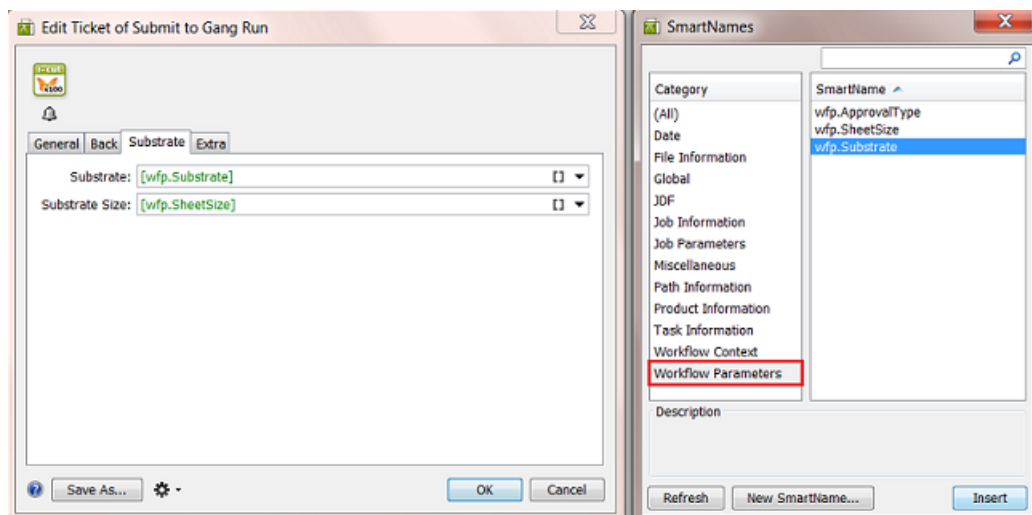 Edit Ticket of Submit to Gang Run
i-cut
x100
General Back Substrate Extra
Substrate: [wfp.Substrate] []
Substrate Size: [wfp.SheetSize] []
Save As...
OK
Cancel
SmartNames
Category
(All)
Date
File Information
Global
JDF
Job Information
Job Parameters
Miscellaneous
Path Information
Product Information
Task Information
Workflow Context
Workflow Parameters
SmartName
wfp.ApprovalType
wfp.SheetSize
wfp.Substrate
Description
Refresh
New SmartName...
Insert